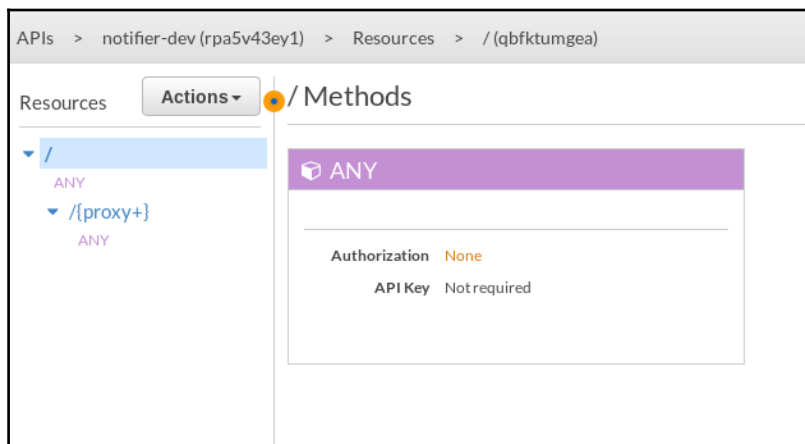 APIs > notifier-dev (rpa5v43ey1) > Resources > / (qbfktumgea)
Resources Actions
/ Methods
/
ANY
/{proxy+}
ANY
ANY
Authorization None
API Key Not required